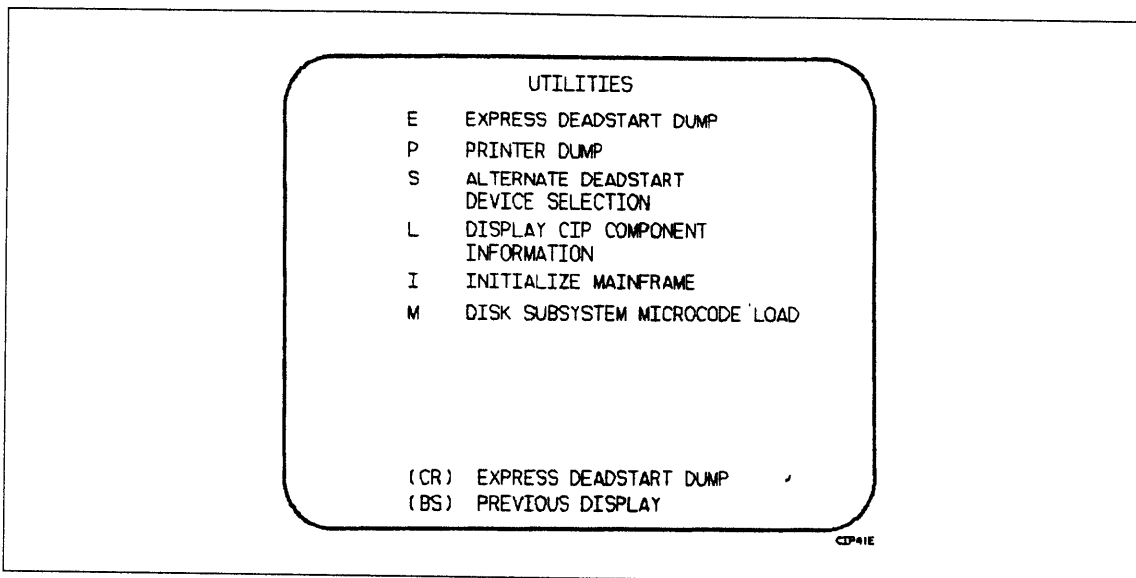 UTILITIES
E EXPRESS DEADSTART DUMP
P PRINTER DUMP
S ALTERNATE DEADSTART
DEVICE SELECTION
L DISPLAY CIP COMPONENT
INFORMATION
I INITIALIZE MAINFRAME
M DISK SUBSYSTEM MICROCODE LOAD
(CR) EXPRESS DEADSTART DUMP
(BS) PREVIOUS DISPLAY
CIP41E